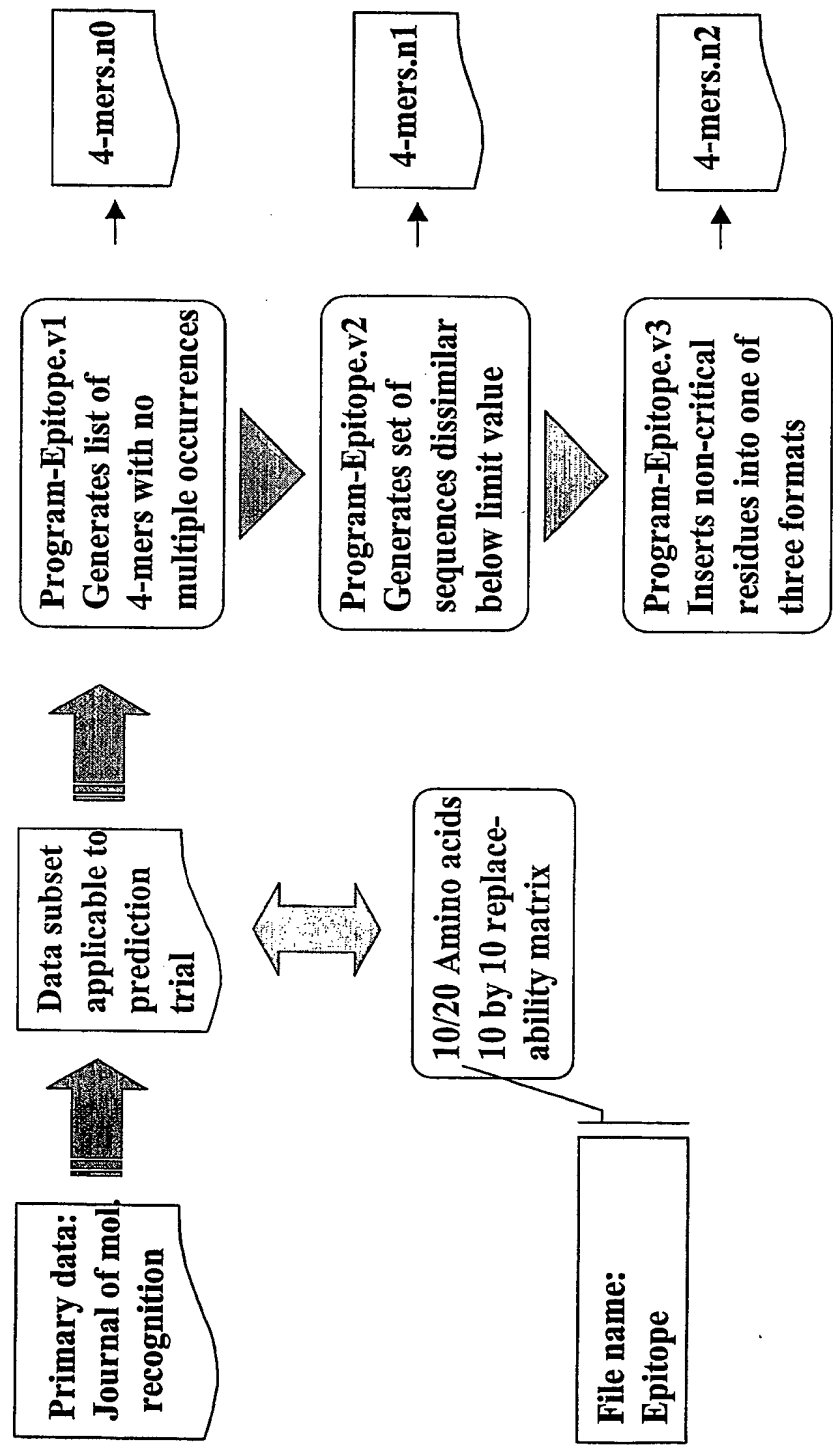 Primary data:
Journal of mol.
recognition
Data subset
applicable to
prediction
trial
Program-Epitope.v1
Generates list of
4-mers with no
multiple occurrences
4-mers.n0
File name:
Epitope
10/20 Amino acids
10 by 10 replace-
ability matrix
Program-Epitope.v2
Generates set of
sequences dissimilar
below limit value
4-mers.n1
Program-Epitope.v3
Inserts non-critical
residues into one of
three formats
4-mers.n2